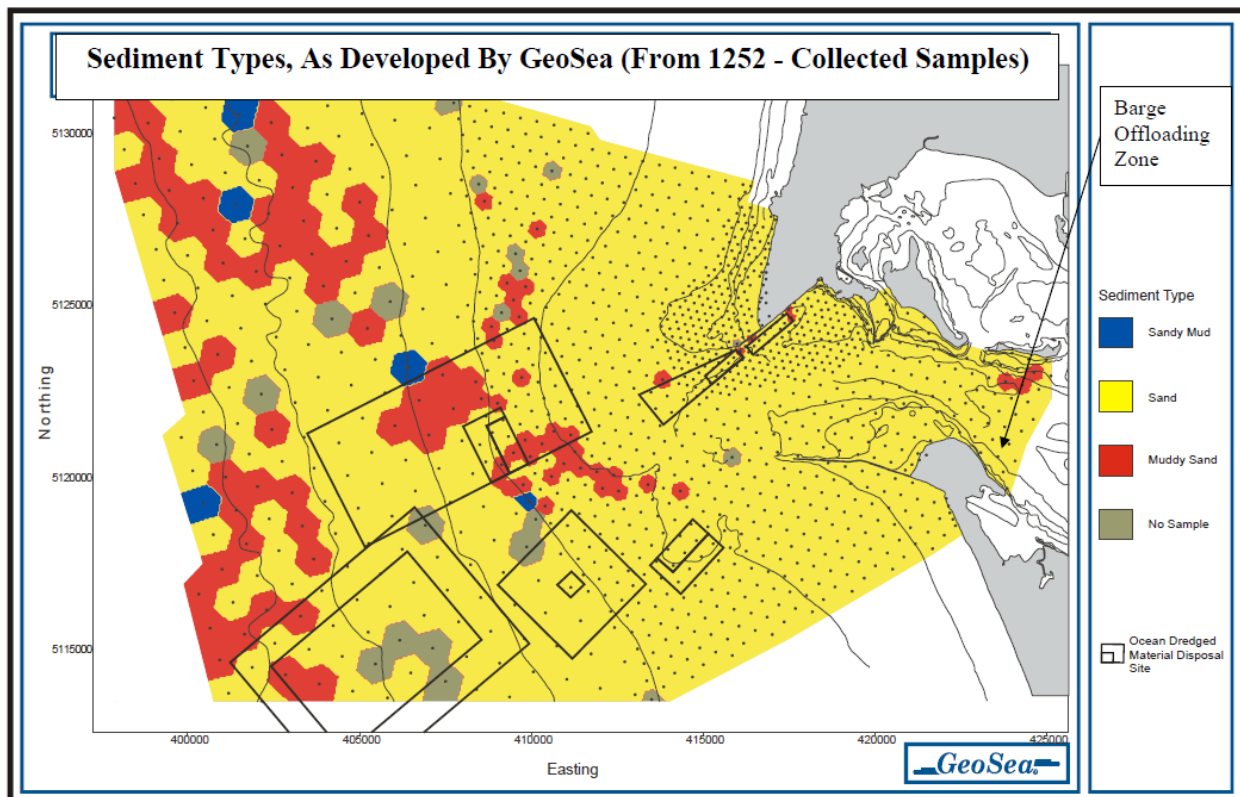 Sediment Types, As Developed By GeoSea (From 1252 - Collected Samples)
Barge
Offloading
Zone
5130000
5125000
5120000
5115000
Northing
400000
405000
410000
415000
420000
425000
Easting
GeoSea
Sediment Type
Sandy Mud
Sand
Muddy Sand
No Sample
Ocean Dredged
Material Disposal
Site